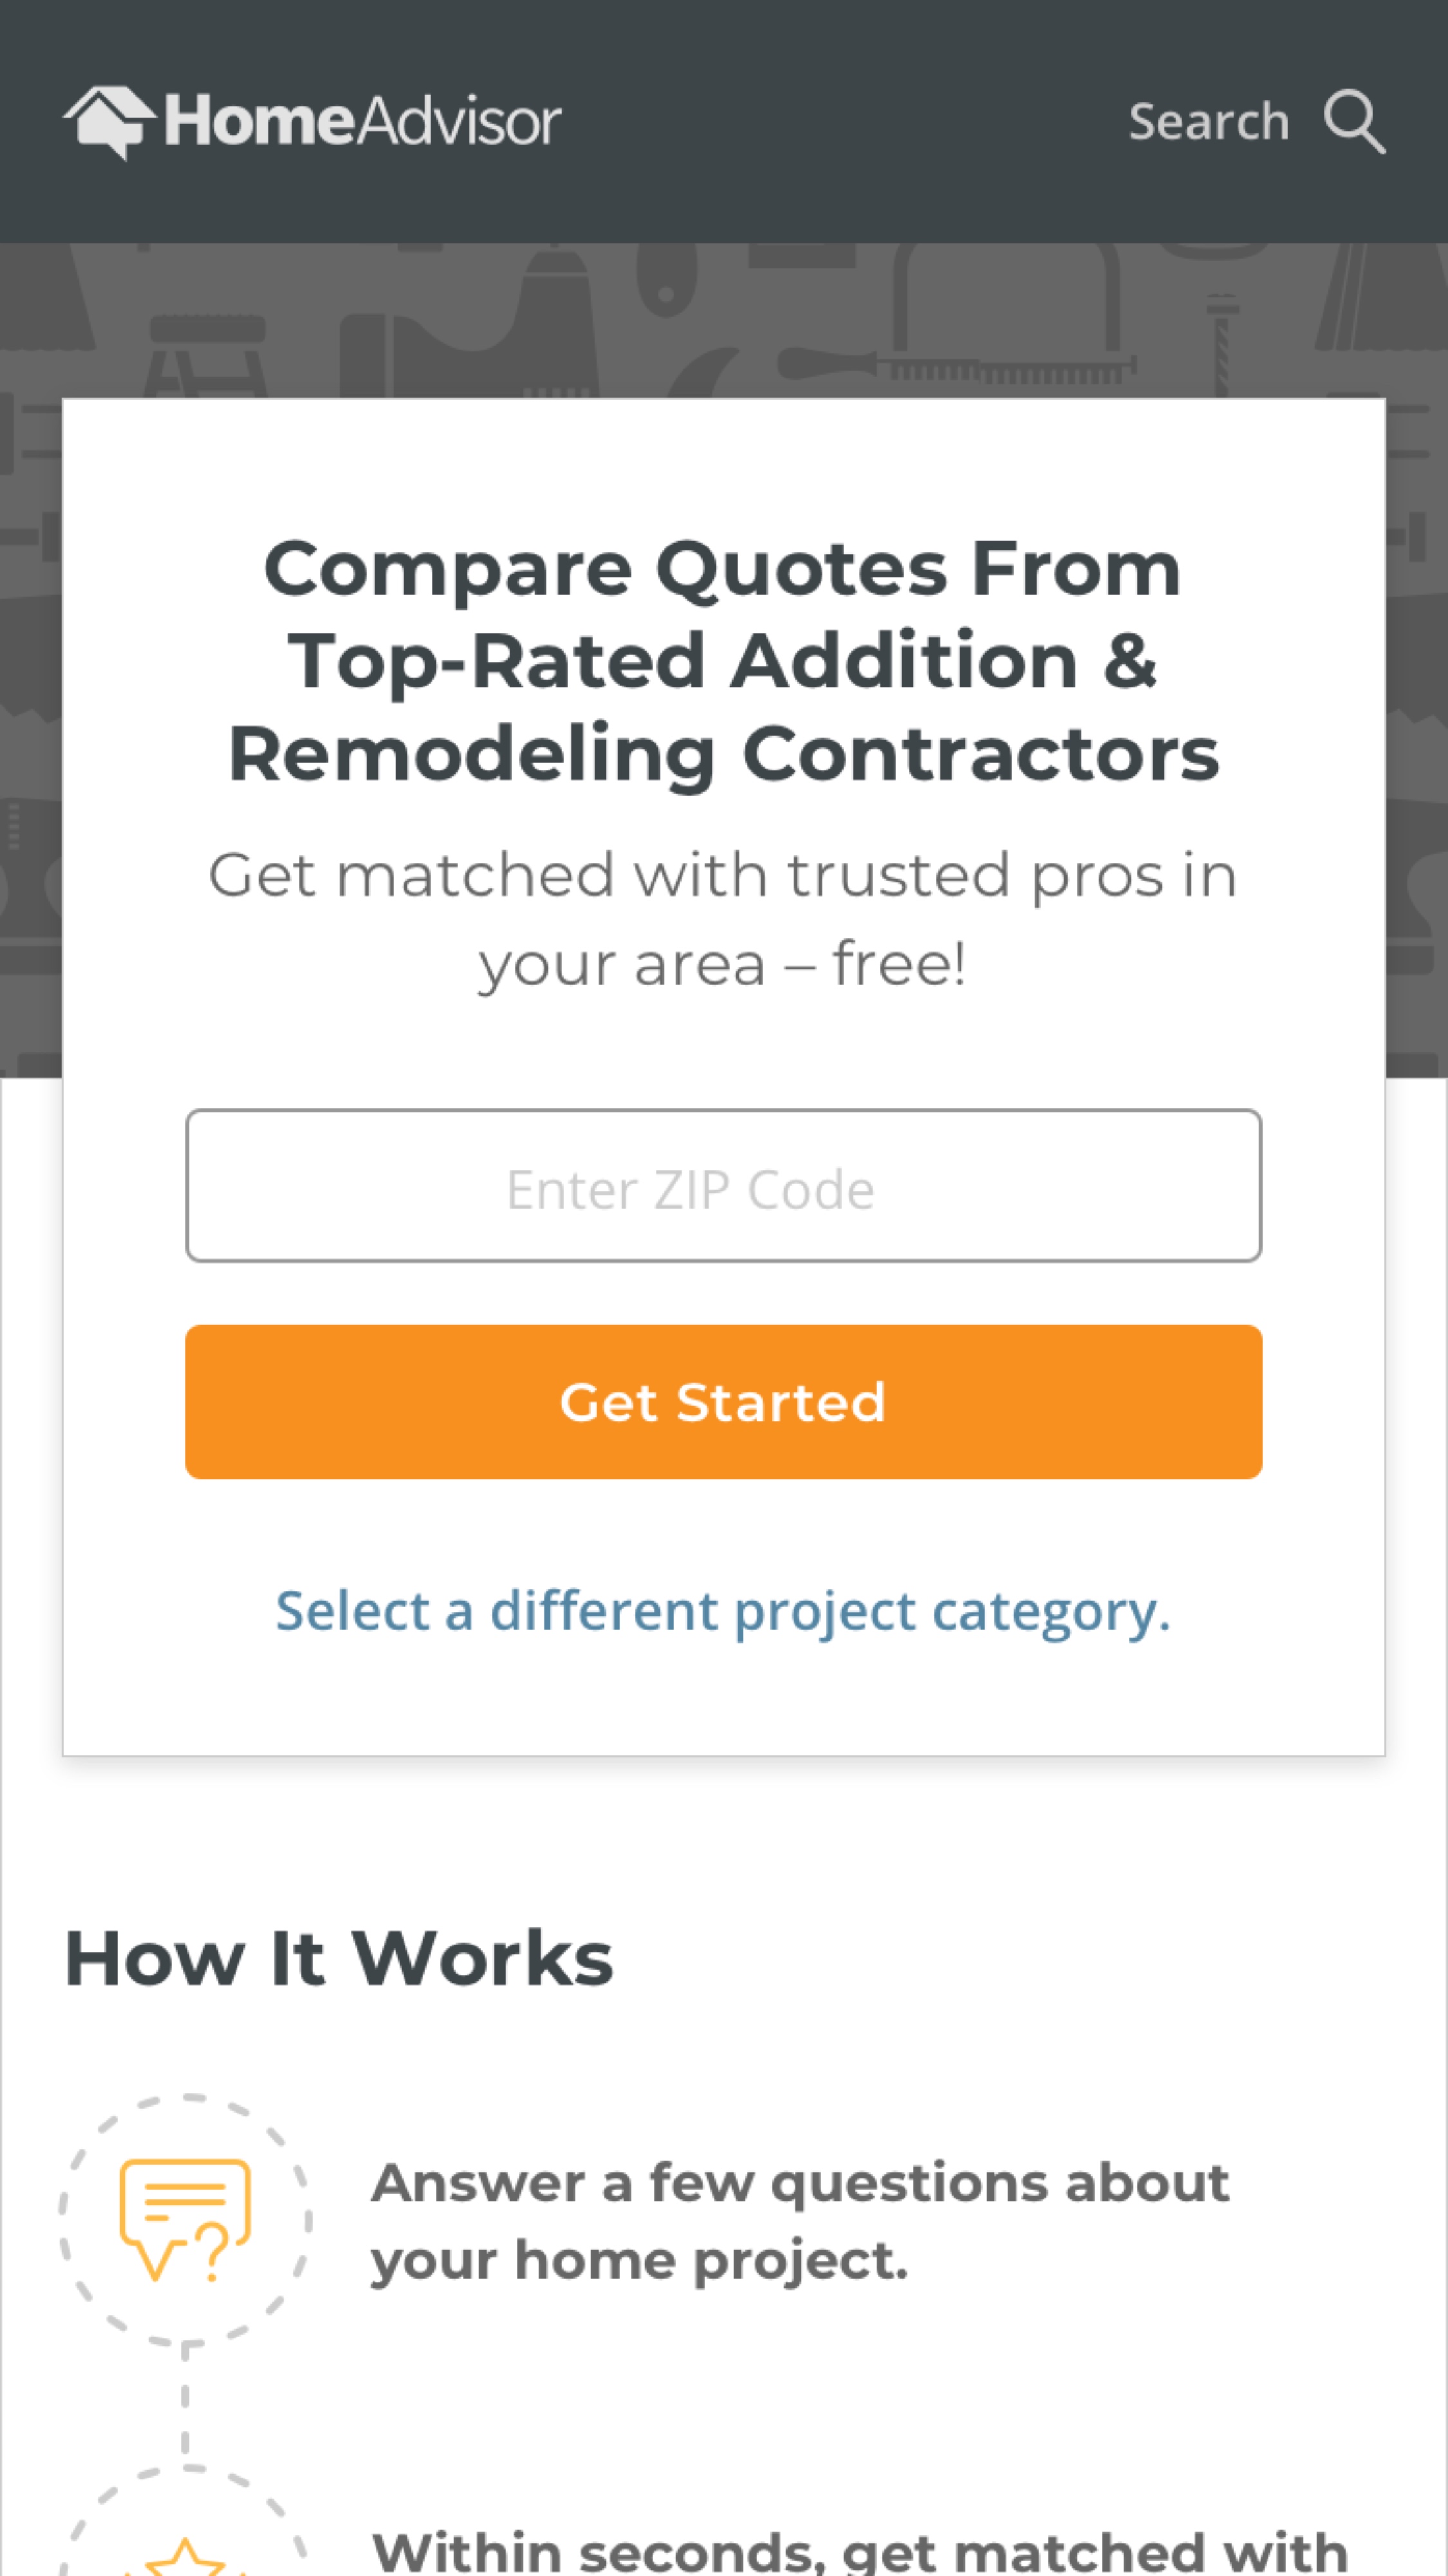 HomeAdvisor
Search
Compare Quotes From
Top-Rated Addition &
Remodeling Contractors
Get matched with trusted pros in
your area – free!
Enter ZIP Code
Get Started
Select a different project category.
How It Works
Answer a few questions about
your home project.
Within seconds, get matched with